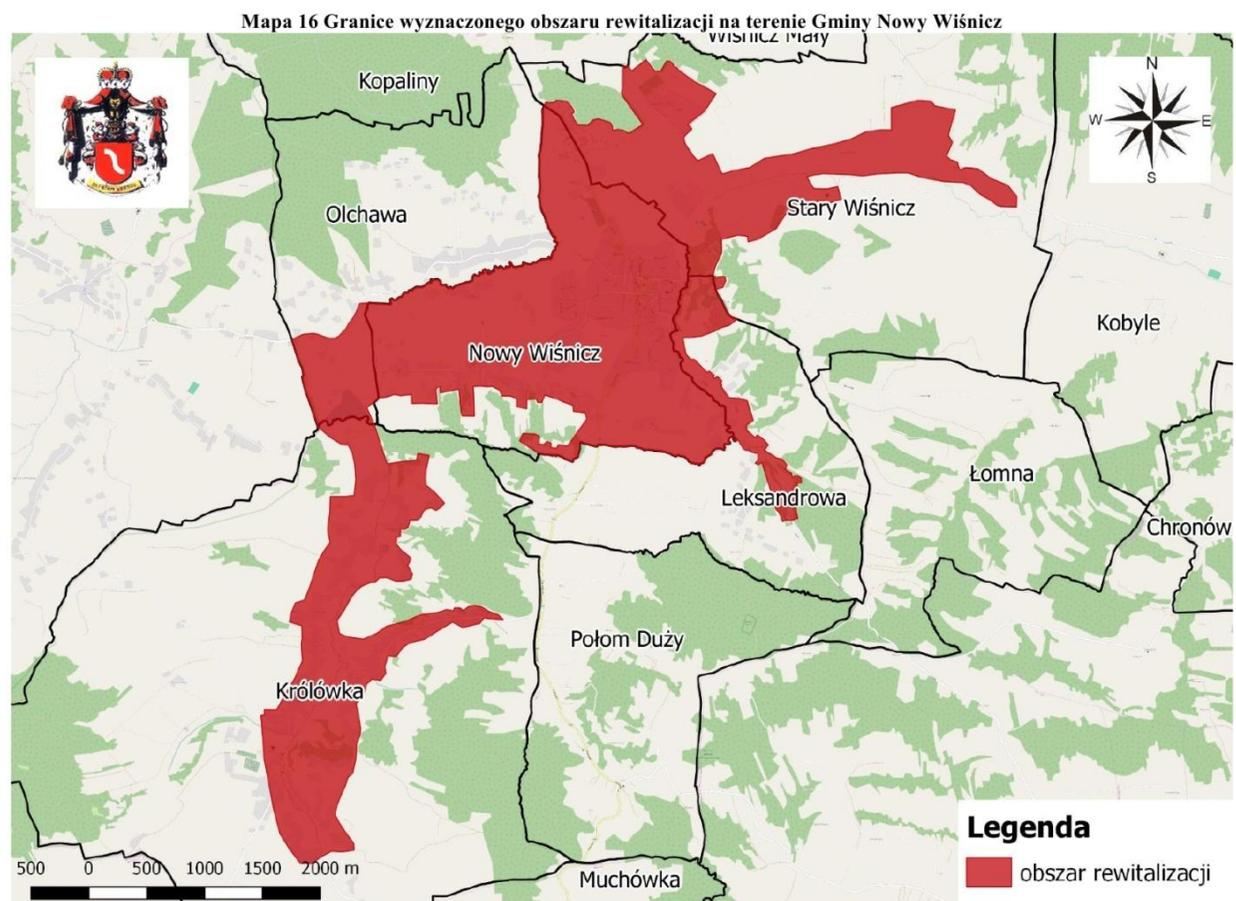 Mapa 16 Granice wyznaczonego obszaru rewitalizacji na terenie Gminy Nowy Wiśnicz
Wiśnicz Mały
Kopaliny
N
W
E
S
Olchawa
Stary Wiśnicz
Kobyle
Nowy Wiśnicz
Łomna
Leksandrowa
Chronów
Połom Duży
Królówka
Legenda
500 0 500 1000 1500 2000 m
obszar rewitalizacji
Muchówka